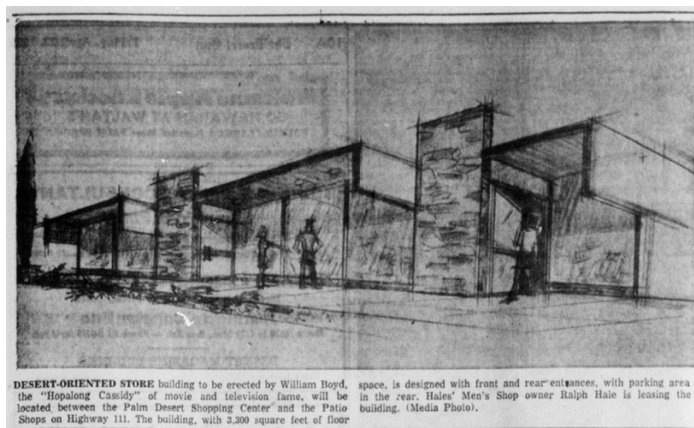 DESERT-ORIENTED STORE building to be erected by William Boyd,
the "Hopalong Cassidy" of movie and television fame, will be
located between the Palm Desert Shopping Center and the Patio
Shops on Highway 111. The building, with 3,300 square feet of floor
space, is designed with front and rear entrances, with parking area
in the rear. Hales' Men's Shop owner Ralph Hale is leasing the
building. (Media Photo).